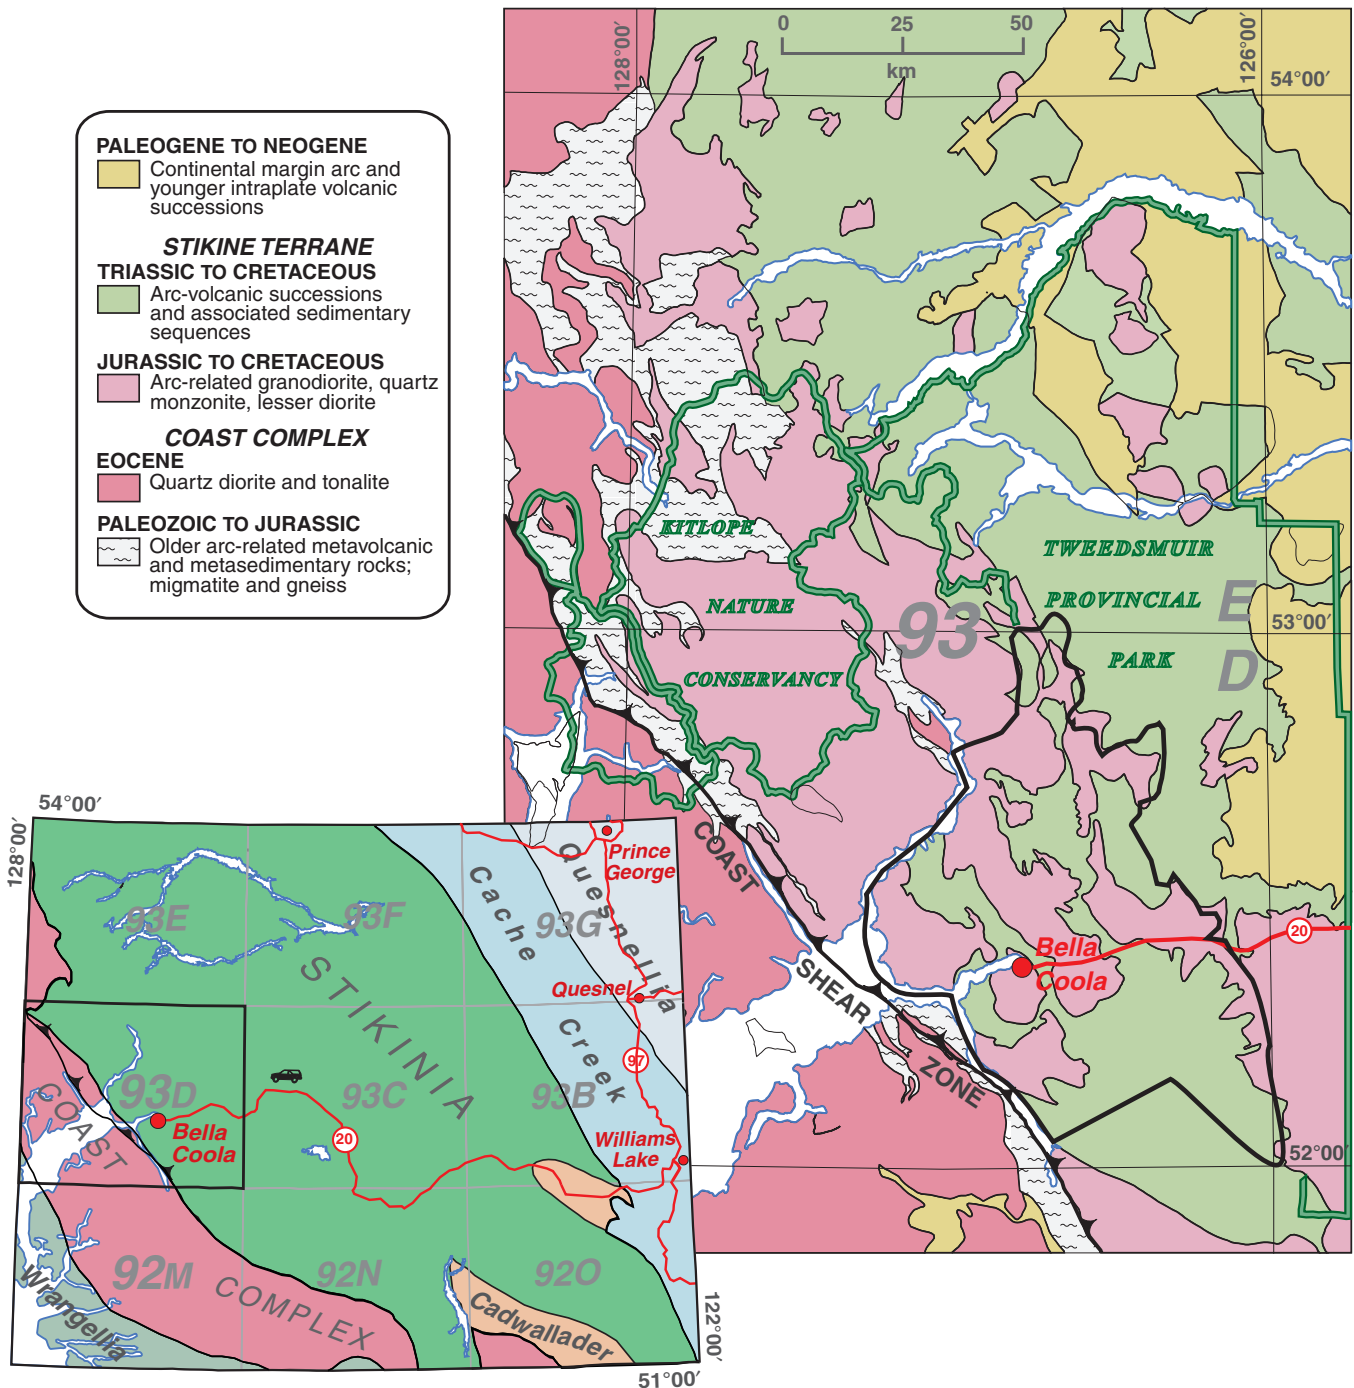 PALEOGENE TO NEOGENE
Continental margin arc and
younger intraplate volcanic
successions
STIKINE TERRANE
TRIASSIC TO CRETACEOUS
Arc-volcanic successions
and associated sedimentary
sequences
JURASSIC TO CRETACEOUS
Arc-related granodiorite, quartz
monzonite, lesser diorite
COAST COMPLEX
EOCENE
Quartz diorite and tonalite
PALEOZOIC TO JURASSIC
Older arc-related metavolcanic
and metasedimentary rocks;
migmatite and gneiss
0 25 50
km
128°00′
126°00′
54°00′
KITLOPE
NATURE
CONSERVANCY
TWEEDSMUIR
PROVINCIAL
PARK
93
E
D
53°00′
COAST
SHEAR
ZONE
Bella
Coola
20
52°00′
54°00′
128°00′
93E
93F
93G
Cache
Creek
Quesnellia
Prince
George
STIKINIA
Quesnel
97
93D
93C
93B
COAST
Bella
Coola
20
Williams
Lake
92M
92N
92O
COMPLEX
Wrangellia
Cadwallader
122°00′
51°00′